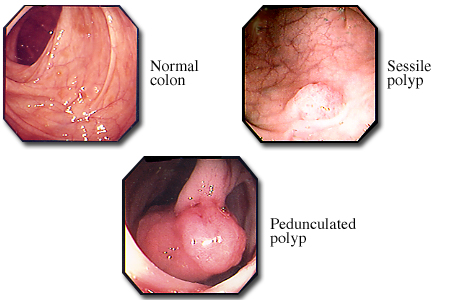 Normal
colon
Sessile
polyp
Pedunculated
polyp